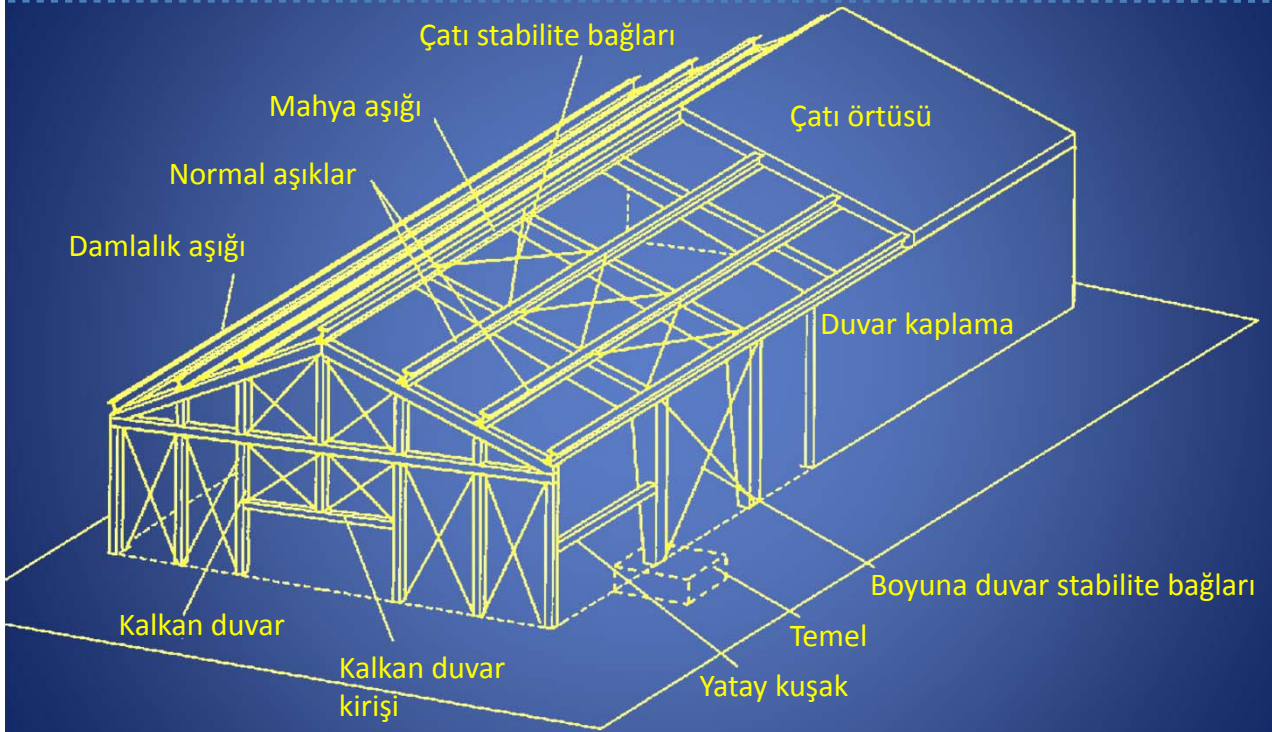 Çatı stabilite bağları
Mahya aşığı
Çatı örtüsü
Normal aşıklar
Damlalık aşığı
Duvar kaplama
Boyuna duvar stabilite bağları
Kalkan duvar
Temel
Kalkan duvar
kirişi
Yatay kuşak